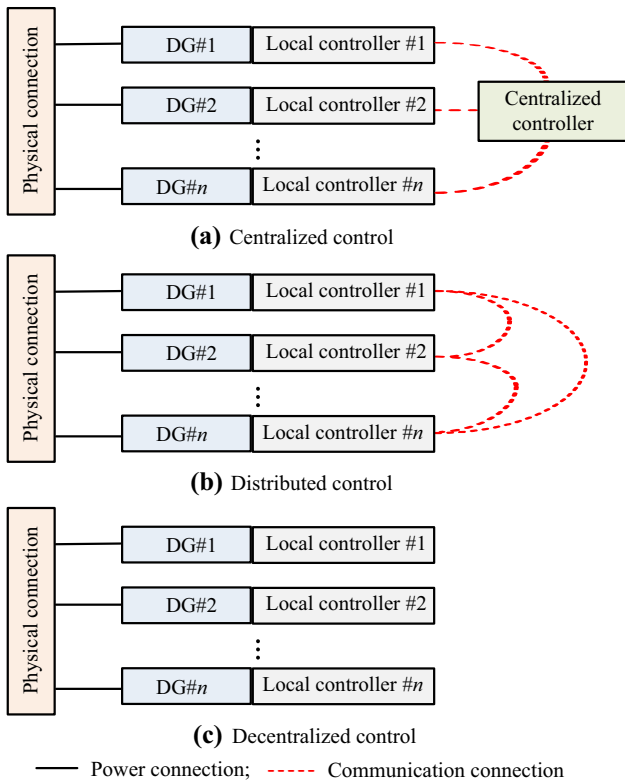 Physical connection
DG#1
Local controller #1
DG#2
Local controller #2
⋮
DG#n
Local controller #n
Centralized
controller
(a) Centralized control
Physical connection
DG#1
Local controller #1
DG#2
Local controller #2
⋮
DG#n
Local controller #n
(b) Distributed control
Physical connection
DG#1
Local controller #1
DG#2
Local controller #2
⋮
DG#n
Local controller #n
(c) Decentralized control
Power connection; Communication connection